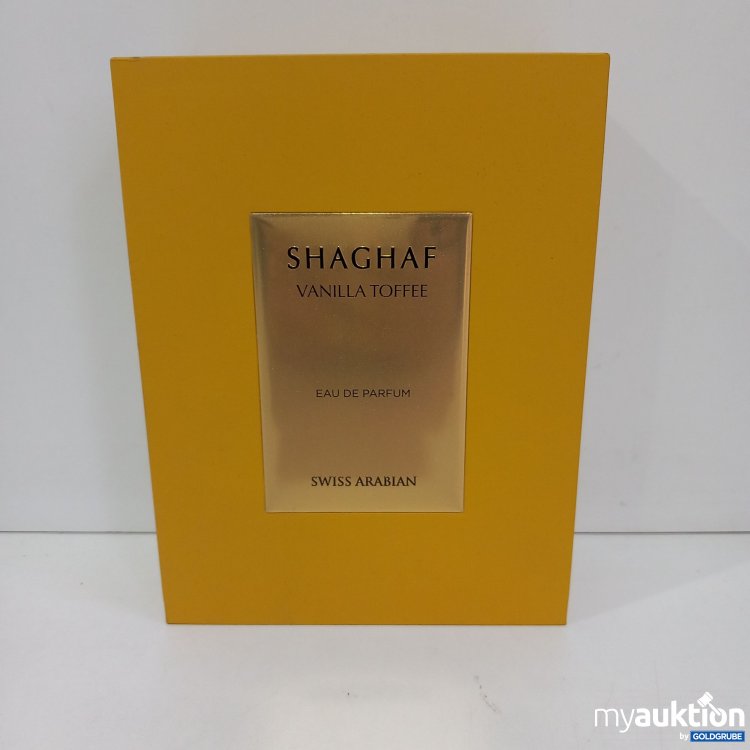 SHAGHAF
VANILLA TOFFEE
EAU DE PARFUM
SWISS ARABIAN
myauktion
by GOLDGRUBE